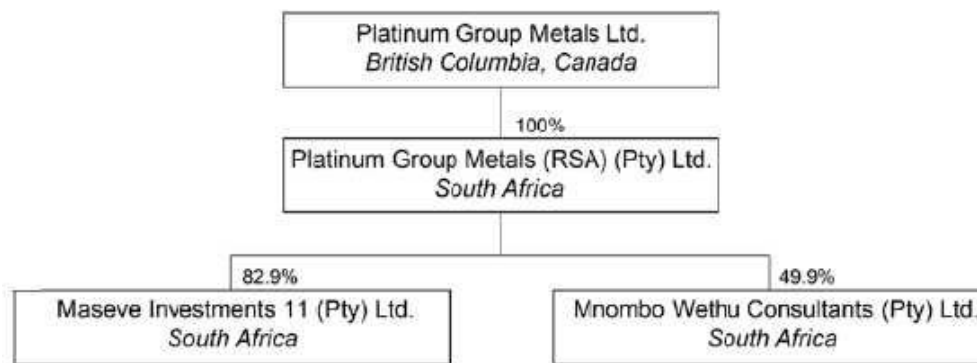 Platinum Group Metals Ltd.
British Columbia, Canada
100%
Platinum Group Metals (RSA) (Pty) Ltd.
South Africa
82.9%
49.9%
Maseve Investments 11 (Pty) Ltd.
South Africa
Mnombo Wethu Consultants (Pty) Ltd.
South Africa